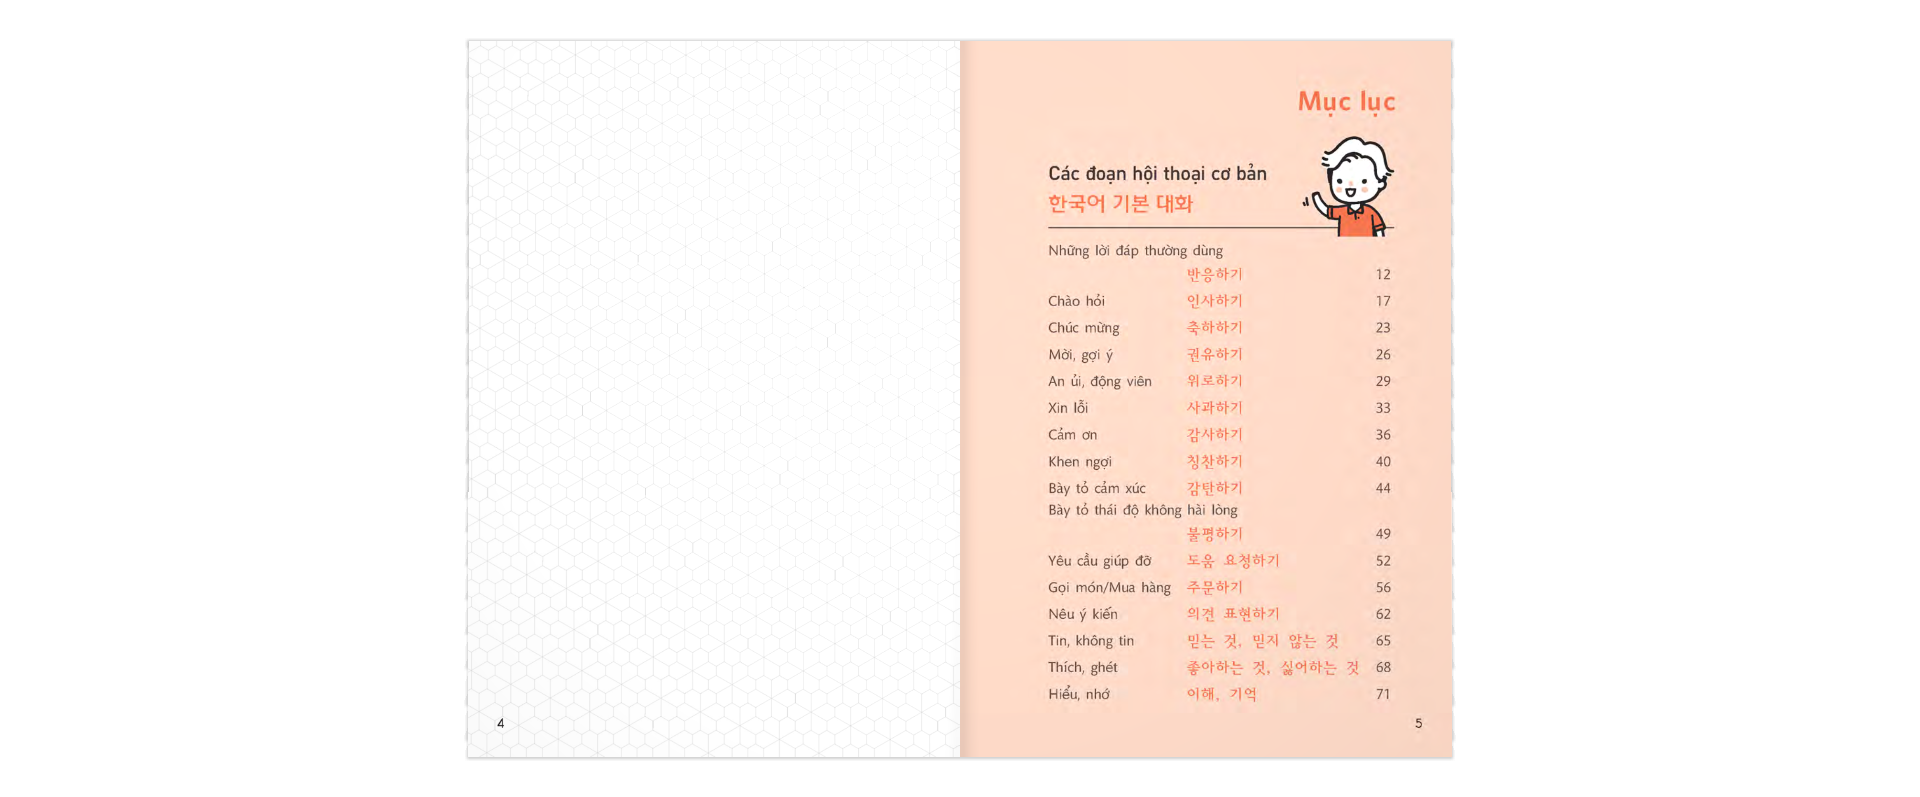 Mục lục
Các đoạn hội thoại cơ bản
한국어 기본 대화
Những lời đáp thường dùng
반응하기 12
Chào hỏi 인사하기 17
Chúc mừng 축하하기 23
Mời, gợi ý 권유하기 26
An ủi, động viên 위로하기 29
Xin lỗi 사과하기 33
Cảm ơn 감사하기 36
Khen ngợi 칭찬하기 40
Bày tỏ cảm xúc 감탄하기 44
Bày tỏ thái độ không hài lòng
불평하기 49
Yêu cầu giúp đỡ 도움 요청하기 52
Gọi món/Mua hàng 주문하기 56
Nêu ý kiến 의견 표현하기 62
Tin, không tin 믿는 것, 믿지 않는 것 65
Thích, ghét 좋아하는 것, 싫어하는 것 68
Hiểu, nhớ 이해, 기억 71
4
5